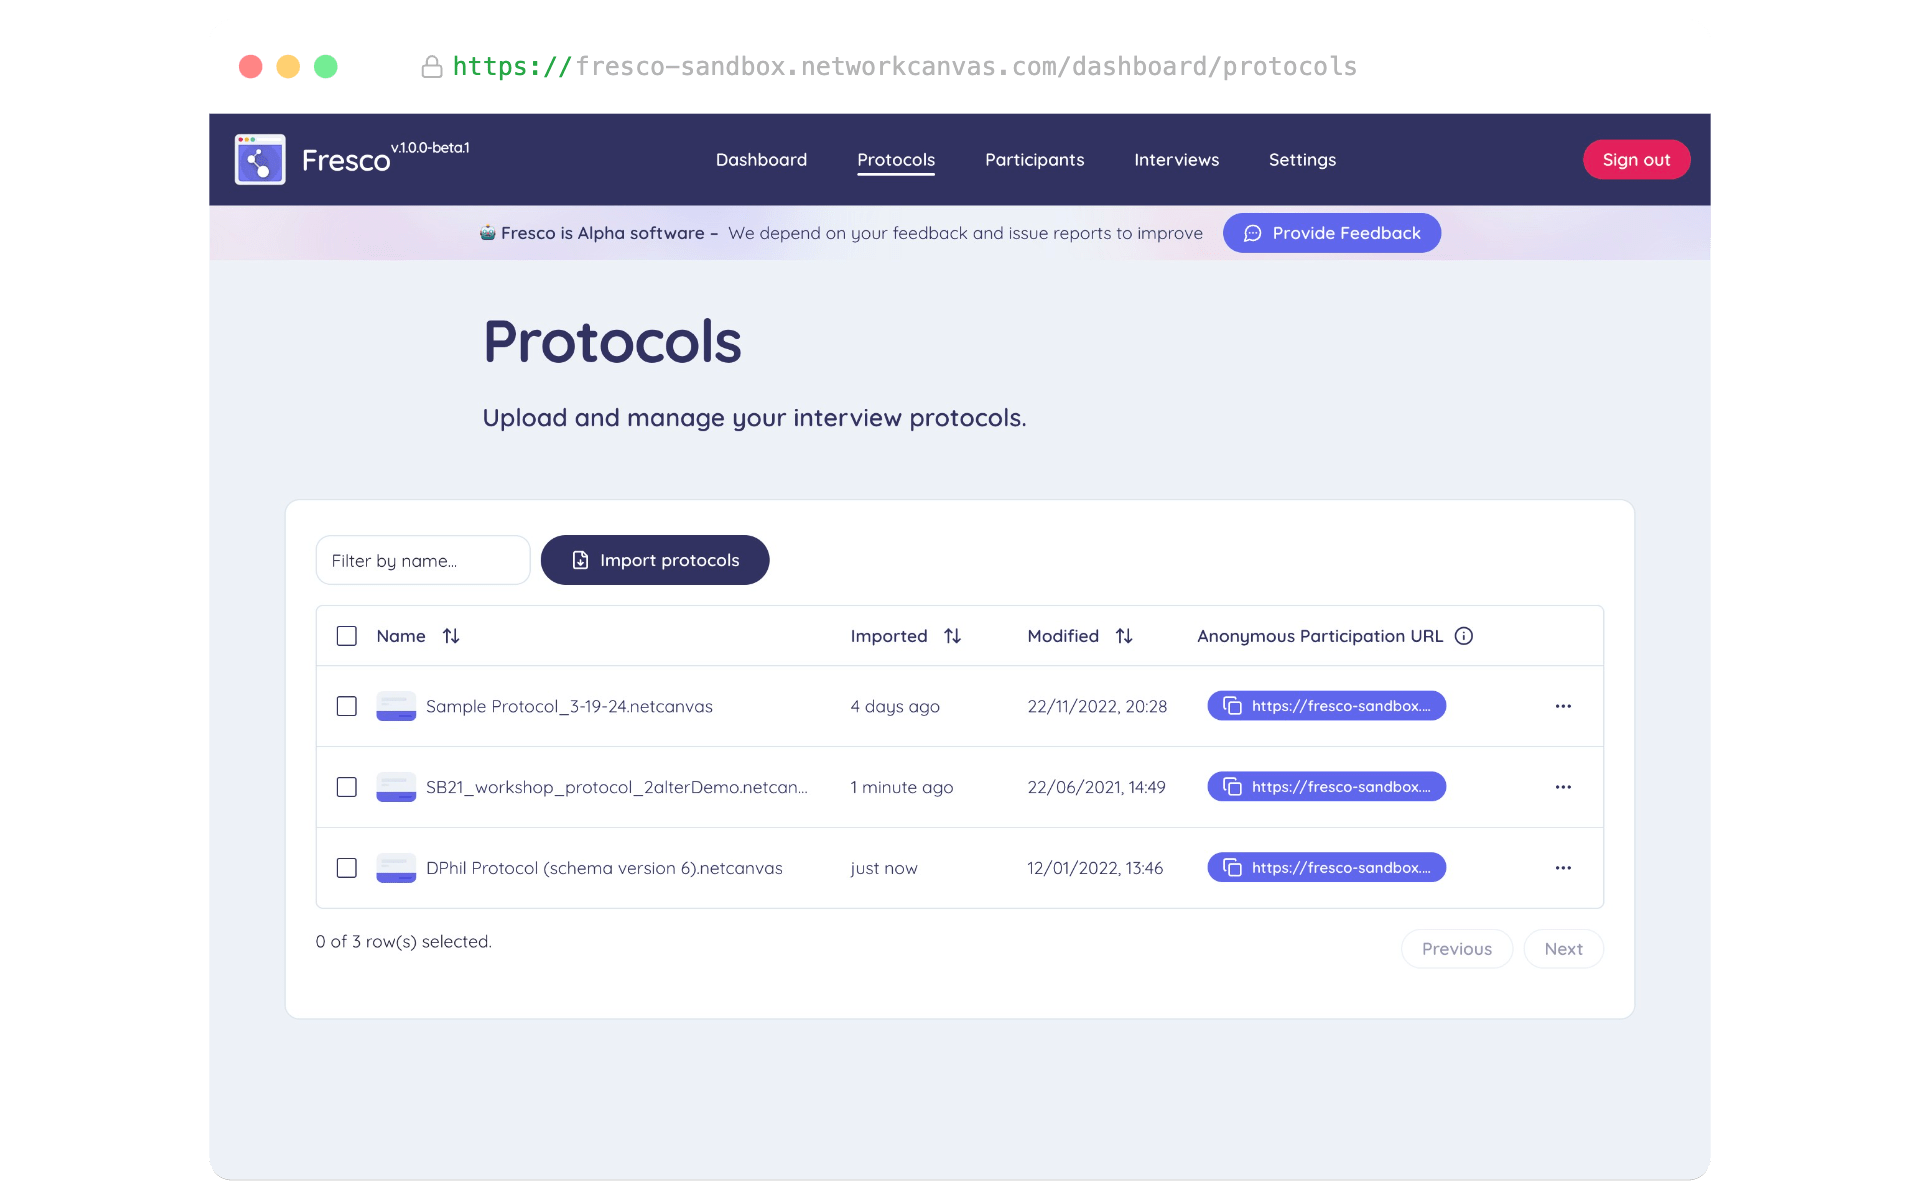 https://fresco-sandbox.networkcanvas.com/dashboard/protocols
Fresco v.1.0.0-beta.1
Dashboard Protocols Participants Interviews Settings Sign out
Fresco is Alpha software – We depend on your feedback and issue reports to improve Provide Feedback
Protocols
Upload and manage your interview protocols.
Filter by name... Import protocols
Name Imported Modified Anonymous Participation URL
Sample Protocol_3-19-24.netcanvas 4 days ago 22/11/2022, 20:28 https://fresco-sandbox....
SB21_workshop_protocol_2alterDemo.netcan... 1 minute ago 22/06/2021, 14:49 https://fresco-sandbox....
DPhil Protocol (schema version 6).netcanvas just now 12/01/2022, 13:46 https://fresco-sandbox....
0 of 3 row(s) selected.
Previous Next